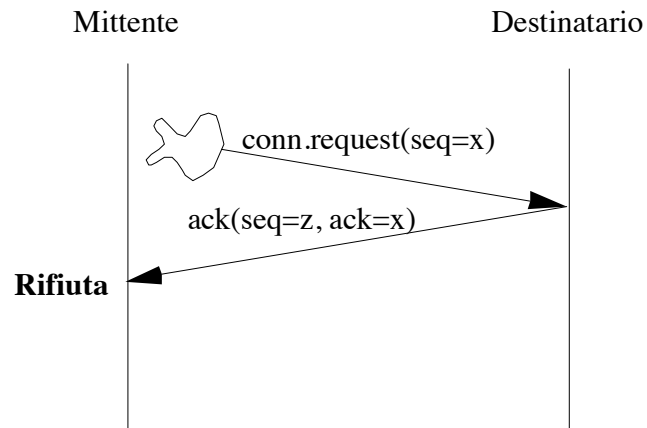 Mittente
Destinatario
conn.request(seq=x)
ack(seq=z, ack=x)
Rifiuta